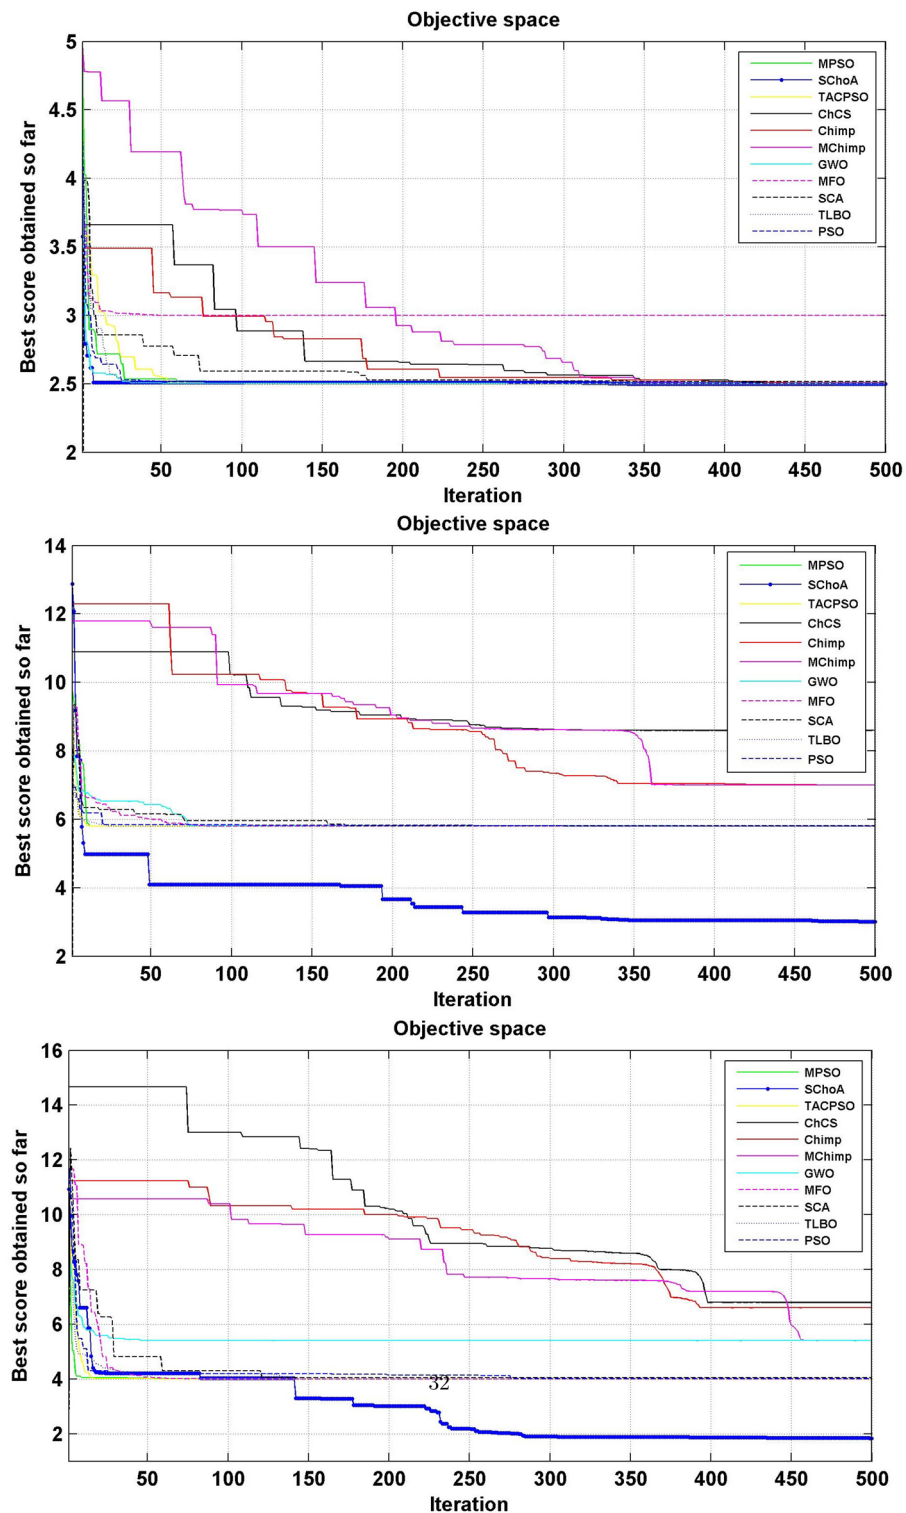 Objective space
Best score obtained so far
5
4.5
4
3.5
3
2.5
2
MPSO
SChoA
TACPSO
ChCS
Chimp
MChimp
GWO
MFO
SCA
TLBO
PSO
50 100 150 200 250 300 350 400 450 500
Iteration
Objective space
Best score obtained so far
14
12
10
8
6
4
2
MPSO
SChoA
TACPSO
ChCS
Chimp
MChimp
GWO
MFO
SCA
TLBO
PSO
50 100 150 200 250 300 350 400 450 500
Iteration
Objective space
Best score obtained so far
16
14
12
10
8
6
4
2
MPSO
SChoA
TACPSO
ChCS
Chimp
MChimp
GWO
MFO
SCA
TLBO
PSO
32
50 100 150 200 250 300 350 400 450 500
Iteration